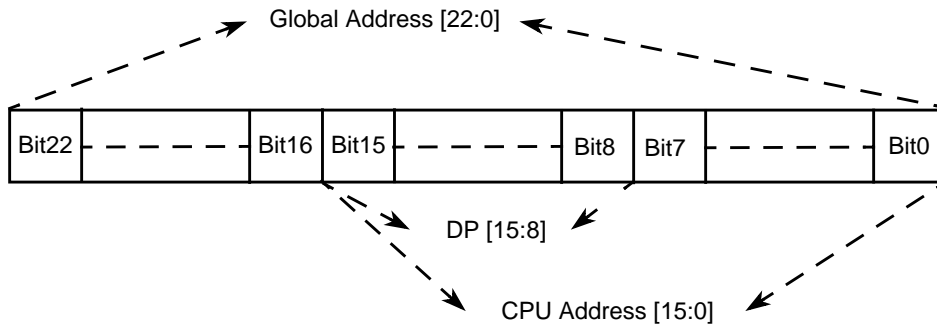 Global Address [22:0]
Bit22 Bit16 Bit15 Bit8 Bit7 Bit0
DP [15:8]
CPU Address [15:0]